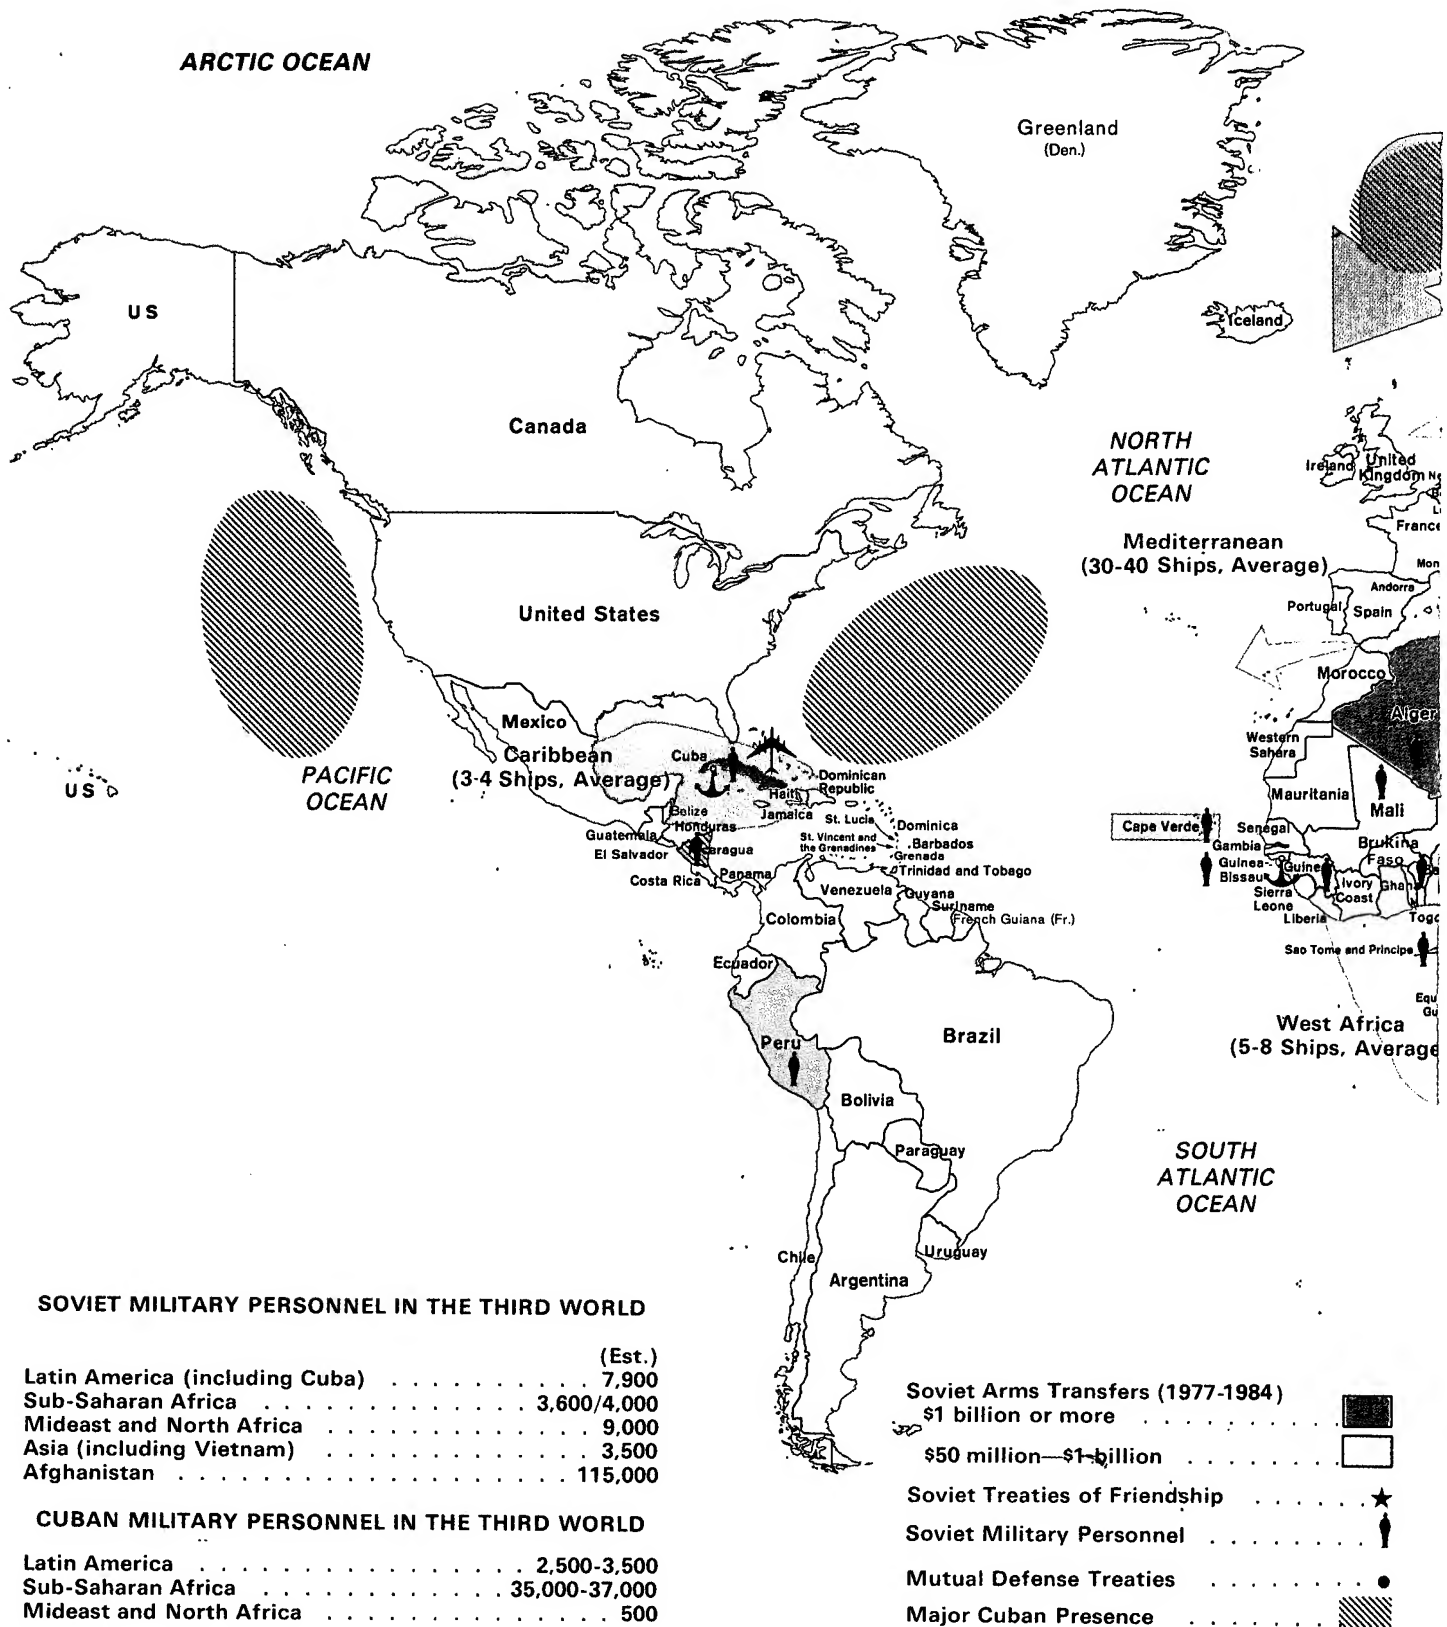 ARCTIC OCEAN
Greenland
(Den.)
US
Iceland
Canada
NORTH
ATLANTIC
OCEAN
Ireland
United
Kingdom
France
Mediterranean
(30-40 Ships, Average)
Andorra
Portugal
Spain
United States
Morocco
Mexico
Western
Sahara
Caribbean
(3-4 Ships, Average)
Cuba
PACIFIC
OCEAN
US
Dominican
Republic
Haiti
Jamaica
Belize
Honduras
Guatemala
El Salvador
Costa Rica
Panama
St. Lucia
St. Vincent and
the Grenadines
Dominica
Barbados
Grenada
Trinidad and Tobago
Mauritania
Mali
Cape Verde
Senegal
Gambia
Guinea-
Bissau
Guinea
Brukina
Faso
Sierra
Leone
Ivory
Coast
Ghana
Liberia
Togo
Venezuela
Guyana
Suriname
French Guiana (Fr.)
Colombia
Ecuador
Sao Tome and Principe
West Africa
(5-8 Ships, Average
Peru
Brazil
Bolivia
Paraguay
SOUTH
ATLANTIC
OCEAN
Chile
Uruguay
Argentina
SOVIET MILITARY PERSONNEL IN THE THIRD WORLD
(Est.)
Latin America (including Cuba) . . . . . . . . . . 7,900
Sub-Saharan Africa . . . . . . . . . . . . . 3,600/4,000
Mideast and North Africa . . . . . . . . . . . . . 9,000
Asia (including Vietnam) . . . . . . . . . . . . . 3,500
Afghanistan . . . . . . . . . . . . . . . . . . . 115,000
CUBAN MILITARY PERSONNEL IN THE THIRD WORLD
Latin America . . . . . . . . . . . . . . . . 2,500-3,500
Sub-Saharan Africa . . . . . . . . . . . . 35,000-37,000
Mideast and North Africa . . . . . . . . . . . . . . 500
Soviet Arms Transfers (1977-1984)
$1 billion or more . . . . . . . . .
$50 million—$1 billion . . . . . . .
Soviet Treaties of Friendship . . . . . .
Soviet Military Personnel . . . . . . . .
Mutual Defense Treaties . . . . . . . .
Major Cuban Presence . . . . . . .